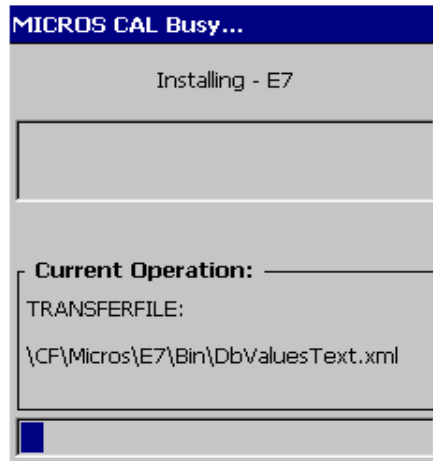 MICROS CAL Busy...
Installing - E7
Current Operation:
TRANSFERFILE:
\CF\Micros\E7\Bin\DbValuesText.xml